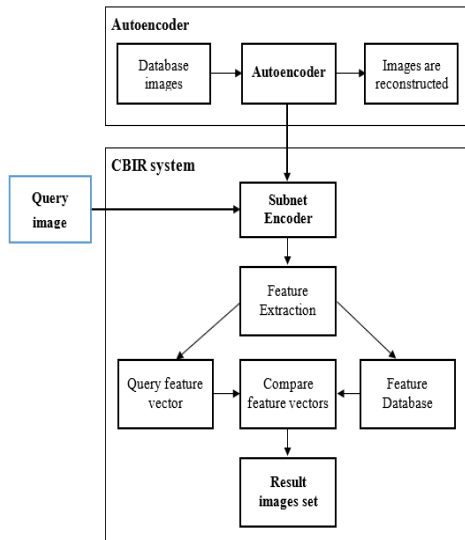 Autoencoder
Database
images
Autoencoder
Images are
reconstructed
CBIR system
Query
image
Subnet
Encoder
Feature
Extraction
Query feature
vector
Compare
feature vectors
Feature
Database
Result
images set